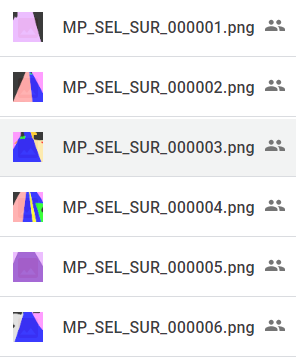 MP_SEL_SUR_000001.png
MP_SEL_SUR_000002.png
MP_SEL_SUR_000003.png
MP_SEL_SUR_000004.png
MP_SEL_SUR_000005.png
MP_SEL_SUR_000006.png